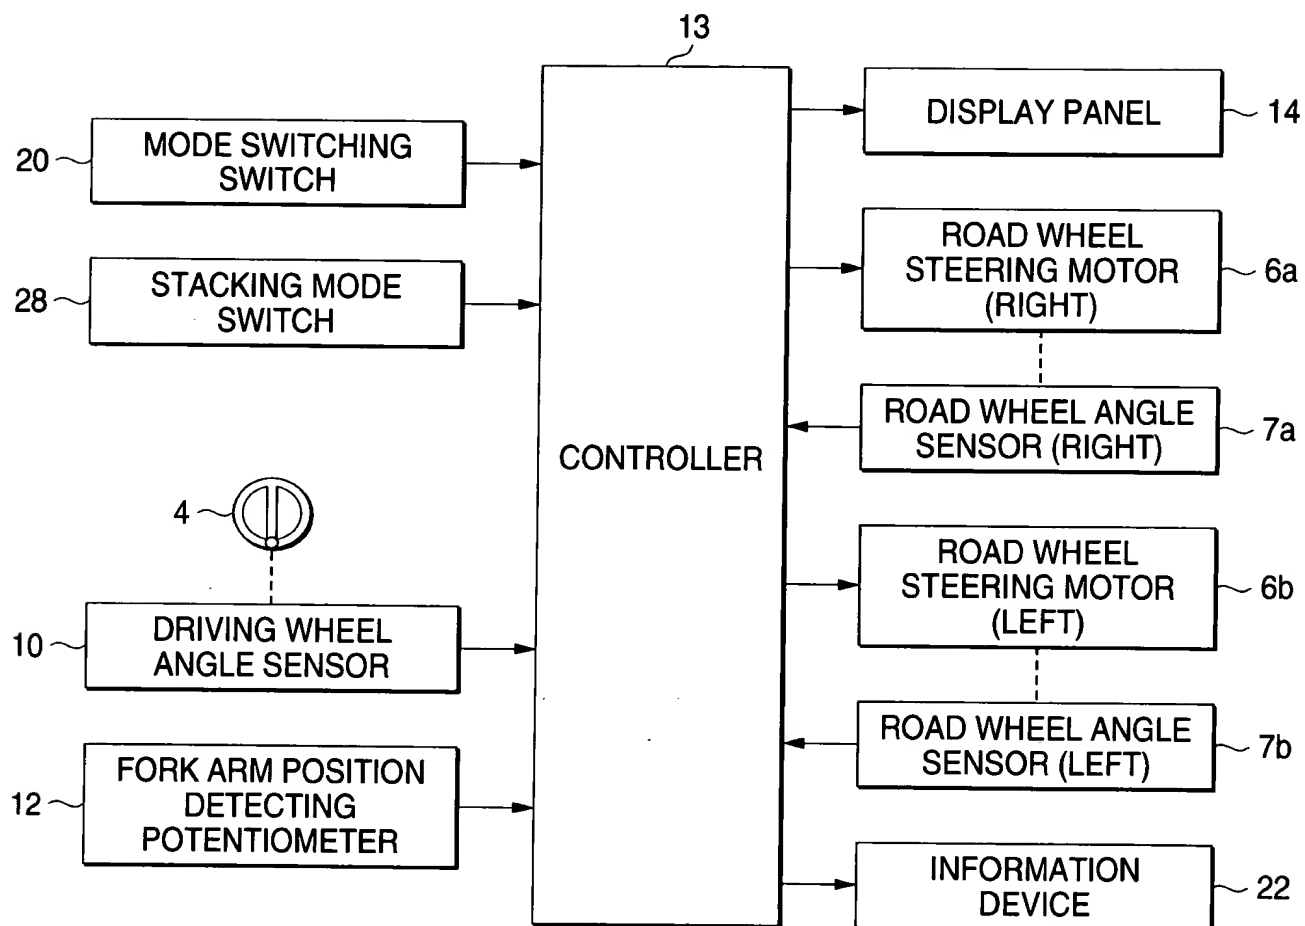 13
20
MODE SWITCHING
SWITCH
28
STACKING MODE
SWITCH
4
10
DRIVING WHEEL
ANGLE SENSOR
12
FORK ARM POSITION
DETECTING
POTENTIOMETER
CONTROLLER
DISPLAY PANEL
14
ROAD WHEEL
STEERING MOTOR
(RIGHT)
6a
ROAD WHEEL ANGLE
SENSOR (RIGHT)
7a
ROAD WHEEL
STEERING MOTOR
(LEFT)
6b
ROAD WHEEL ANGLE
SENSOR (LEFT)
7b
INFORMATION
DEVICE
22